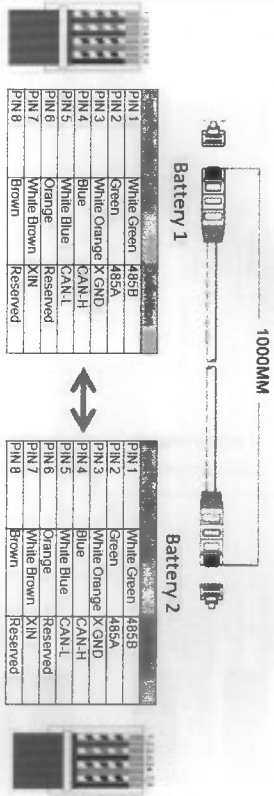 1000MM
Battery 1
PIN 1 White Green 485B
PIN 2 Green 485A
PIN 3 White Orange X GND
PIN 4 Blue CAN-H
PIN 5 White Blue CAN-L
PIN 6 Orange Reserved
PIN 7 White Brown XIN
PIN 8 Brown Reserved
Battery 2
PIN 1 White Green 485B
PIN 2 Green 485A
PIN 3 White Orange X GND
PIN 4 Blue CAN-H
PIN 5 White Blue CAN-L
PIN 6 Orange Reserved
PIN 7 White Brown XIN
PIN 8 Brown Reserved